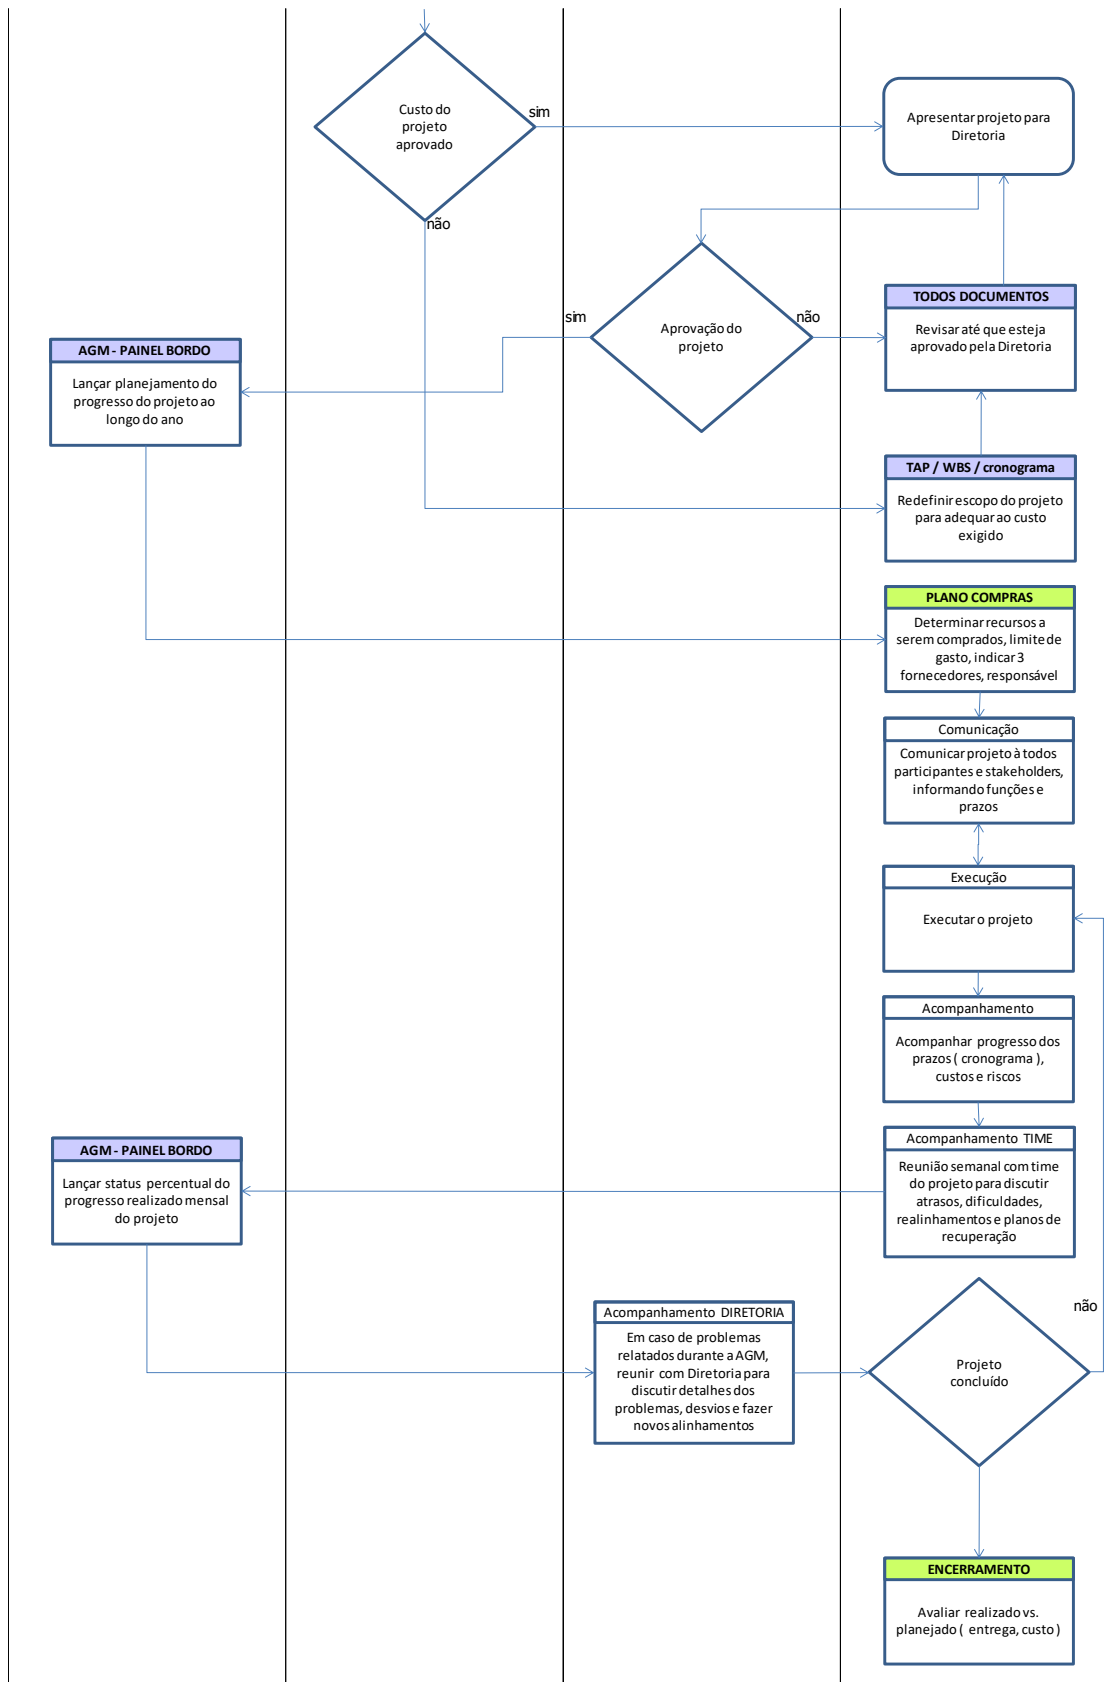 Custo do
projeto
aprovado
sim
não
Apresentar projeto para
Diretoria
Aprovação do
projeto
sim
não
TODOS DOCUMENTOS
Revisar até que esteja
aprovado pela Diretoria
AGM - PAINEL BORDO
Lançar planejamento do
progresso do projeto ao
longo do ano
TAP / WBS / cronograma
Redefinir escopo do projeto
para adequar ao custo
exigido
PLANO COMPRAS
Determinar recursos a
serem comprados, limite de
gasto, indicar 3
fornecedores, responsável
Comunicação
Comunicar projeto à todos
participantes e stakeholders,
informando funções e
prazos
Execução
Executar o projeto
Acompanhamento
Acompanhar progresso dos
prazos ( cronograma ),
custos e riscos
Acompanhamento TIME
Reunião semanal com time
do projeto para discutir
atrasos, dificuldades,
realinhamentos e planos de
recuperação
AGM - PAINEL BORDO
Lançar status percentual do
progresso realizado mensal
do projeto
Acompanhamento DIRETORIA
Em caso de problemas
relatados durante a AGM,
reunir com Diretoria para
discutir detalhes dos
problemas, desvios e fazer
novos alinhamentos
Projeto
concluído
não
ENCERRAMENTO
Avaliar realizado vs.
planejado ( entrega, custo )